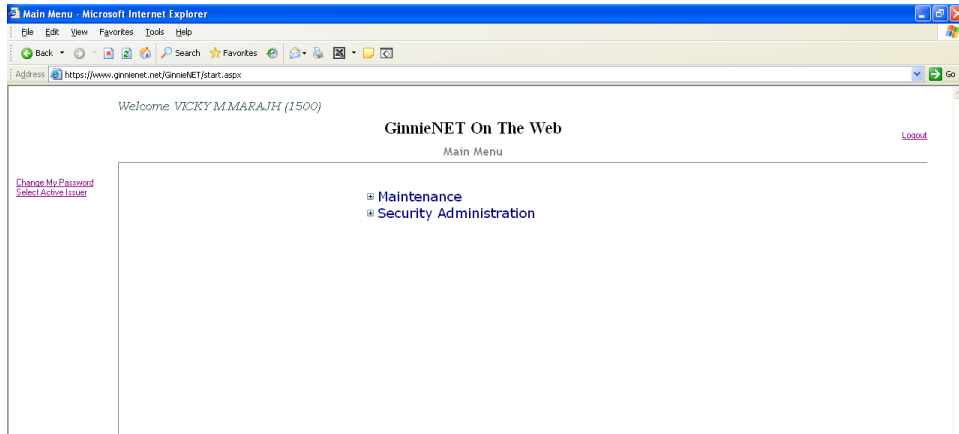 Main Menu - Microsoft Internet Explorer
File Edit View Favorites Tools Help
Back Search Favorites
Address https://www.ginnienet.net/GinnieNET/start.aspx Go
Welcome VICKY M.MARAJH (1500)
GinnieNET On The Web
Logout
Main Menu
Change My Password
Select Active Issuer
Maintenance
Security Administration